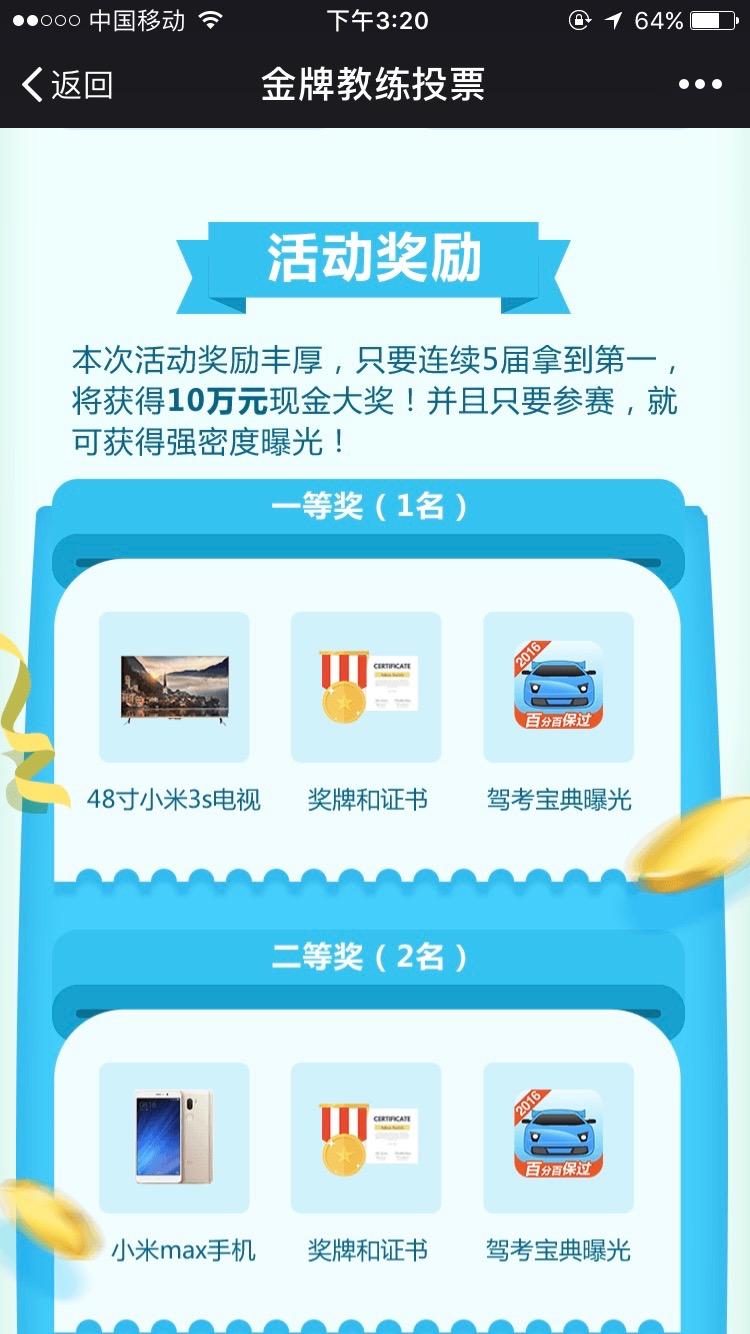 中国移动
下午3:20
64%
返回
金牌教练投票
活动奖励
本次活动奖励丰厚，只要连续5届拿到第一，
将获得10万元现金大奖！并且只要参赛，就
可获得强密度曝光！
一等奖（1名）
CERTIFICATE
2016
百分百保过
48寸小米3s电视
奖牌和证书
驾考宝典曝光
二等奖（2名）
CERTIFICATE
2016
百分百保过
小米max手机
奖牌和证书
驾考宝典曝光